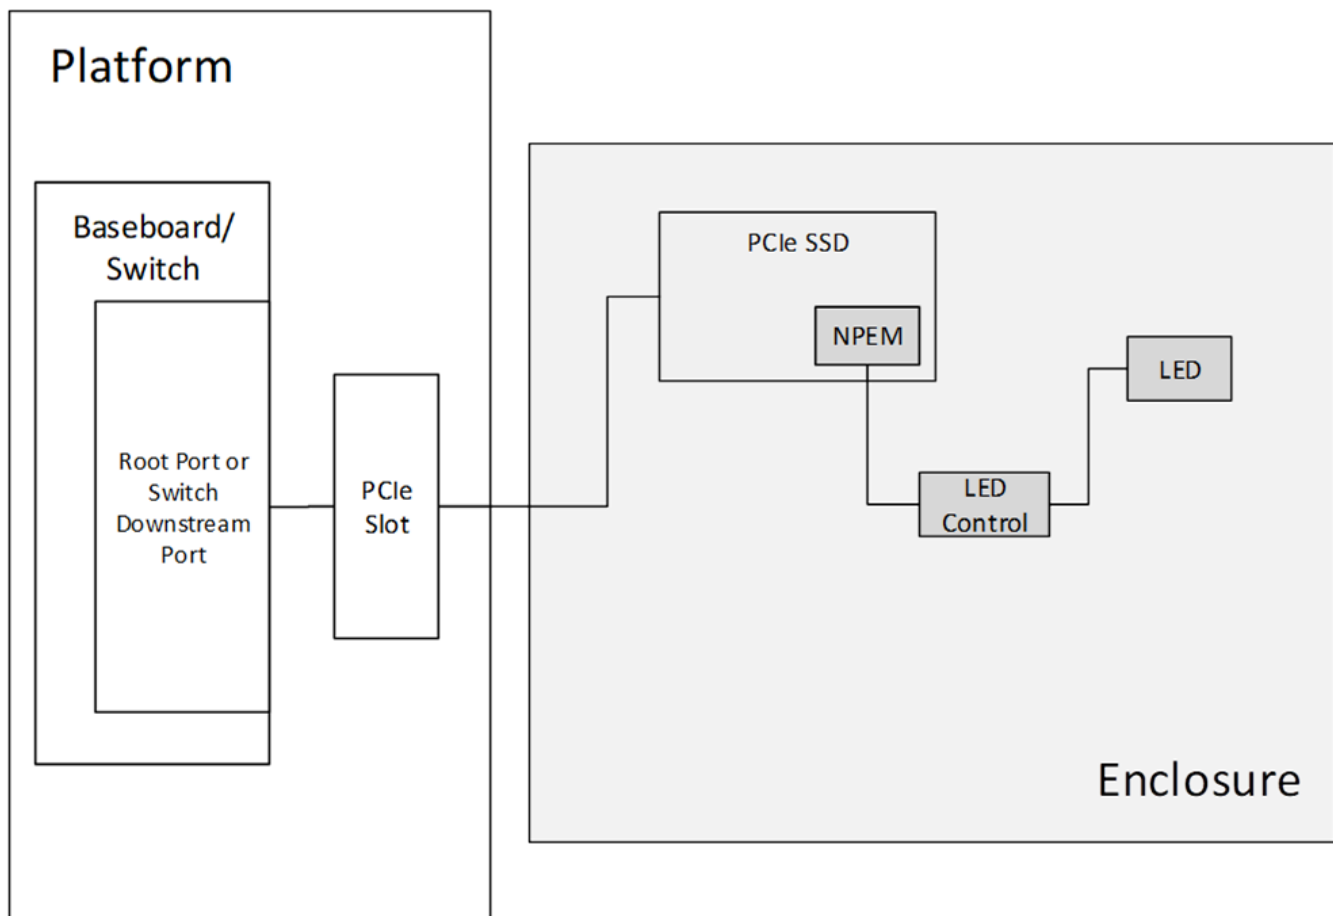 Platform
Baseboard/
Switch
Root Port or
Switch
Downstream
Port
PCIe
Slot
PCIe SSD
NPEM
LED
LED
Control
Enclosure